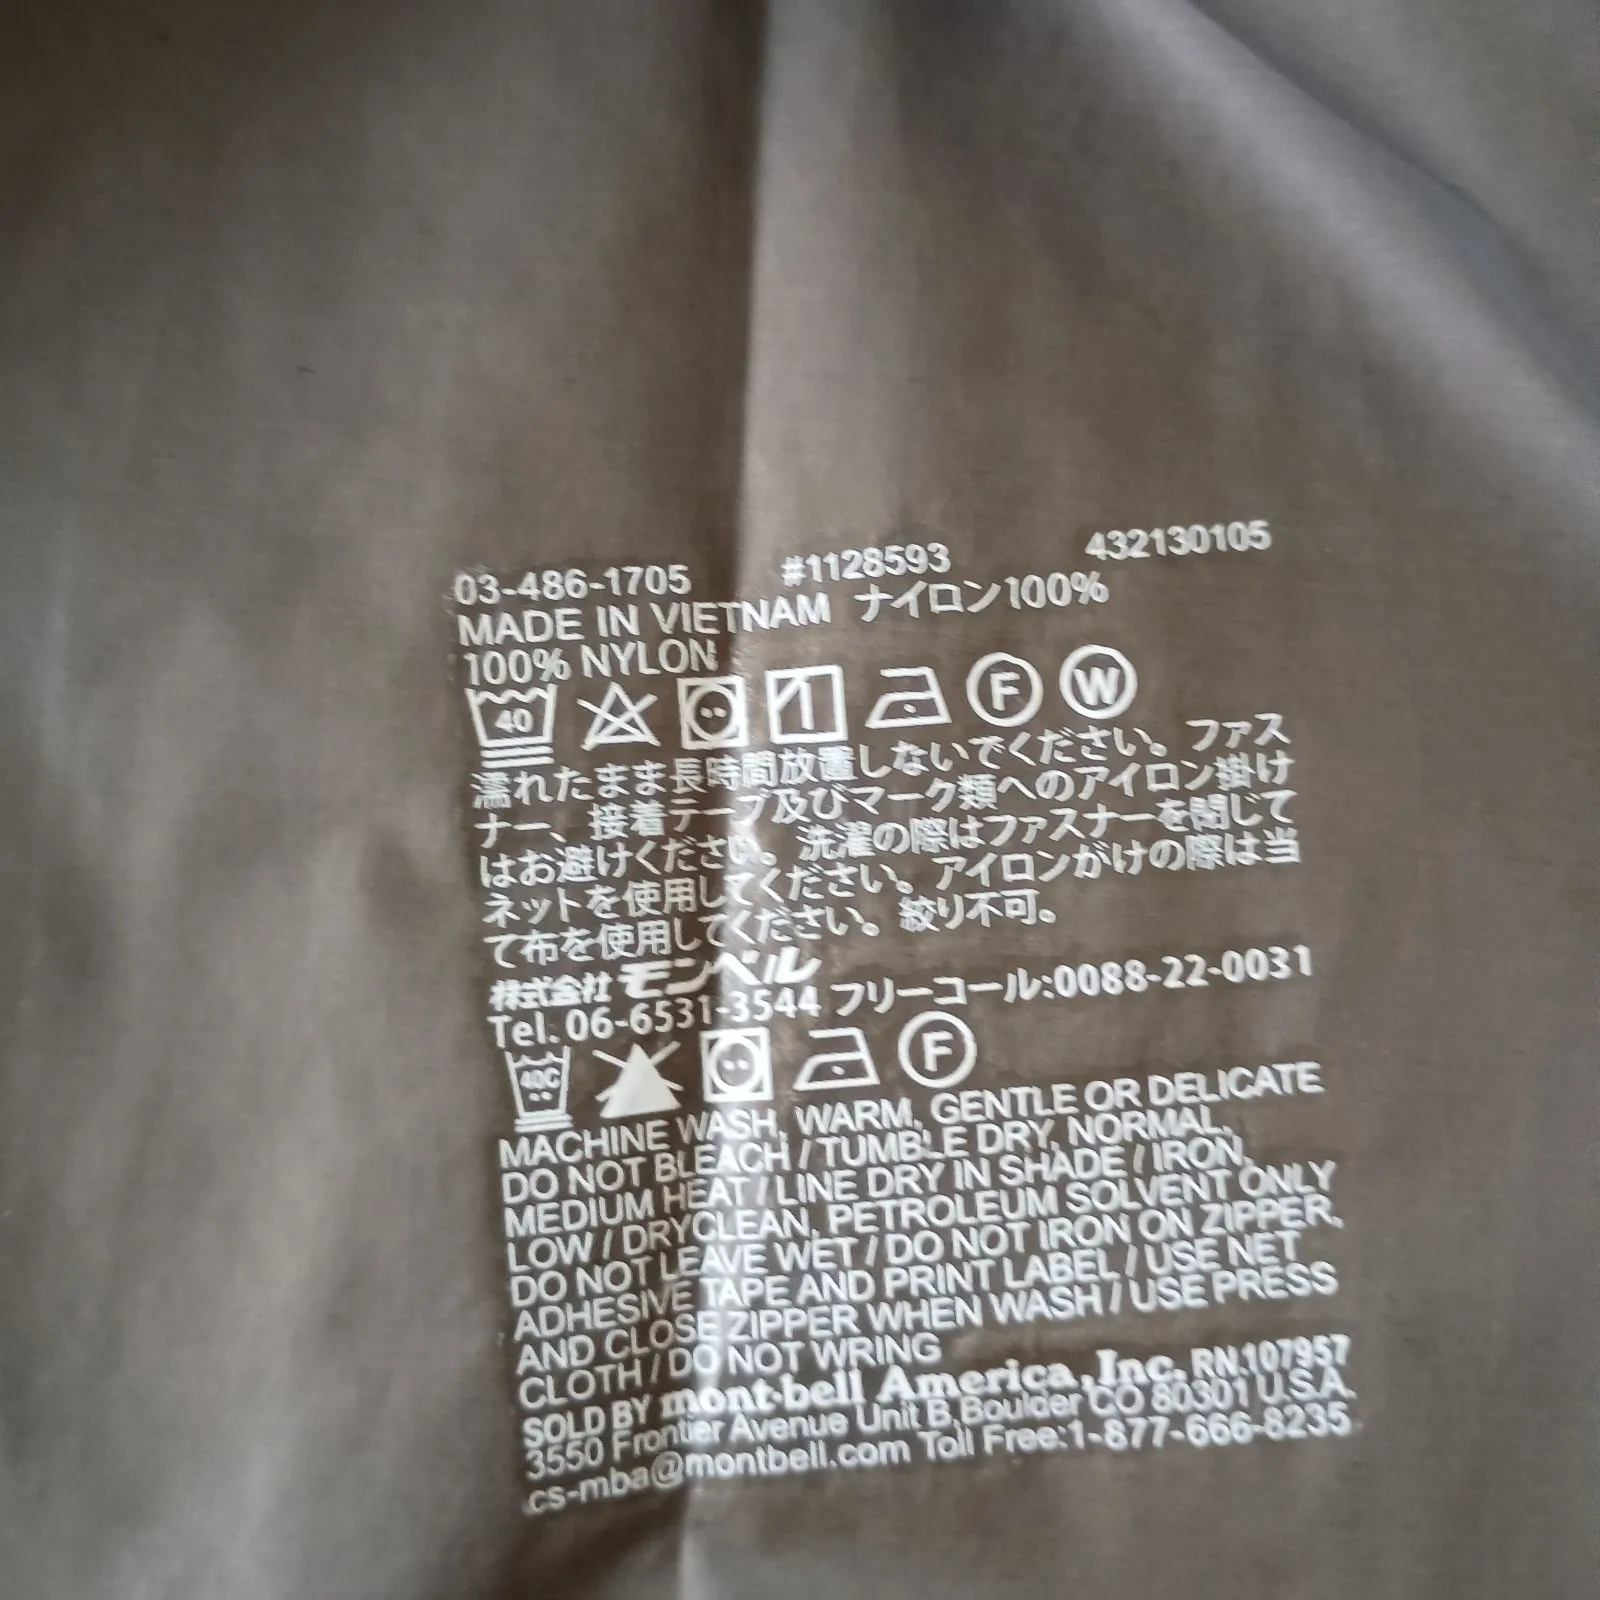 03-486-1705 #1128593 432130105
MADE IN VIETNAM ナイロン100%
100% NYLON
40 F W
濡れたまま長時間放置しないでください。ファス
ナー、接着テープ及びマーク類へのアイロン掛け
はお避けください。洗濯の際はファスナーを閉じて
ネットを使用してください。アイロンがけの際は当
て布を使用してください。絞り不可。
株式会社 モンベル
Tel. 06-6531-3544 フリーコール:0088-22-0031
40C F
MACHINE WASH, WARM, GENTLE OR DELICATE
DO NOT BLEACH / TUMBLE DRY, NORMAL,
MEDIUM HEAT / LINE DRY IN SHADE / IRON,
LOW / DRYCLEAN, PETROLEUM SOLVENT ONLY
DO NOT LEAVE WET / DO NOT IRON ON ZIPPER,
ADHESIVE TAPE AND PRINT LABEL / USE NET
AND CLOSE ZIPPER WHEN WASH / USE PRESS
CLOTH / DO NOT WRING
SOLD BY mont-bell America, Inc. RN.107957
3550 Frontier Avenue Unit B,Boulder CO 80301 U.S.A.
cs-mba@montbell.com Toll Free:1-877-666-8235